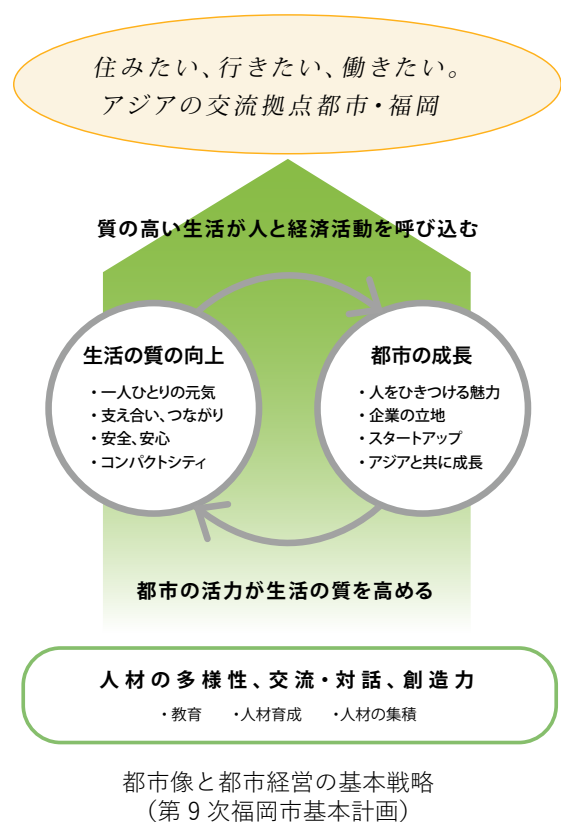 住みたい、行きたい、働きたい。
アジアの交流拠点都市・福岡
質の高い生活が人と経済活動を呼び込む
生活の質の向上
・一人ひとりの元気
・支え合い、つながり
・安全、安心
・コンパクトシティ
都市の成長
・人をひきつける魅力
・企業の立地
・スタートアップ
・アジアと共に成長
都市の活力が生活の質を高める
人材の多様性、交流・対話、創造力
・教育　・人材育成　・人材の集積
都市像と都市経営の基本戦略
（第 9 次福岡市基本計画）